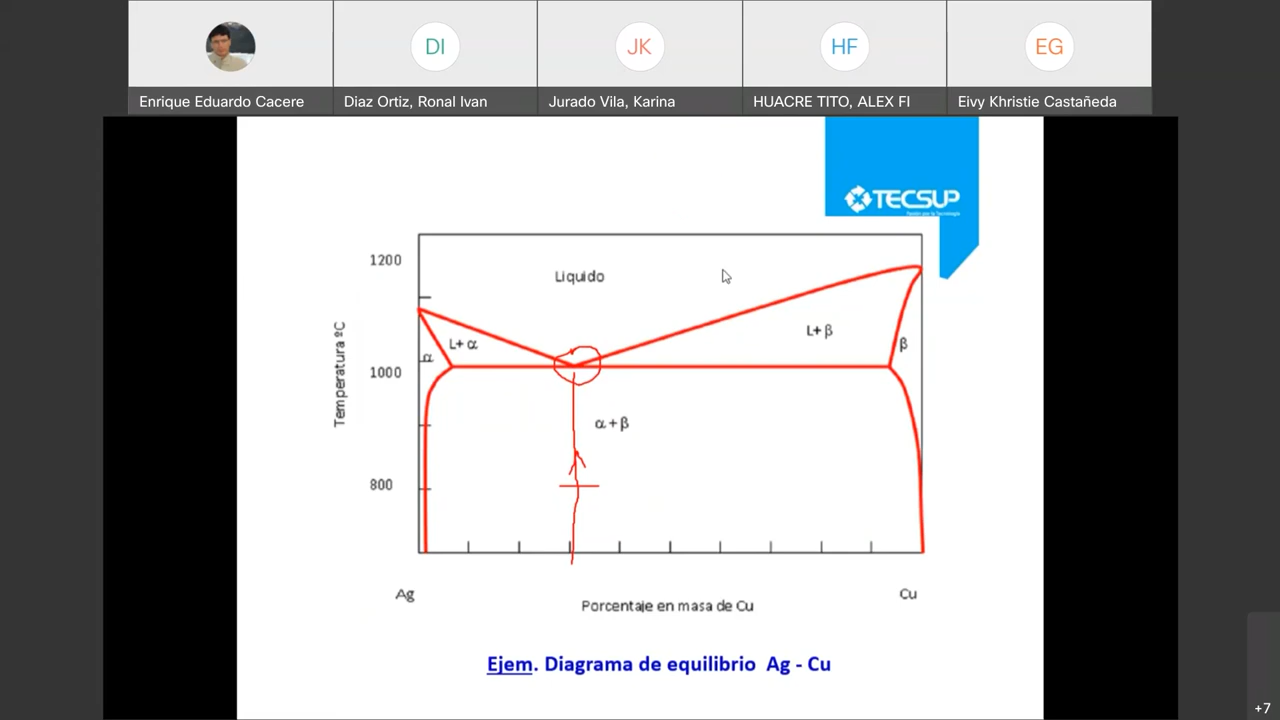 DI
JK
HF
EG
Enrique Eduardo Cacere
Diaz Ortiz, Ronal Ivan
Jurado Vila, Karina
HUACRE TITO, ALEX FI
Eivy Khristie Castañeda
TECSUP
1200
Liquido
L+ β
L+ α
α
β
1000
Temperatura ºC
α + β
800
Ag
Cu
Porcentaje en masa de Cu
Ejem. Diagrama de equilibrio Ag - Cu
+7